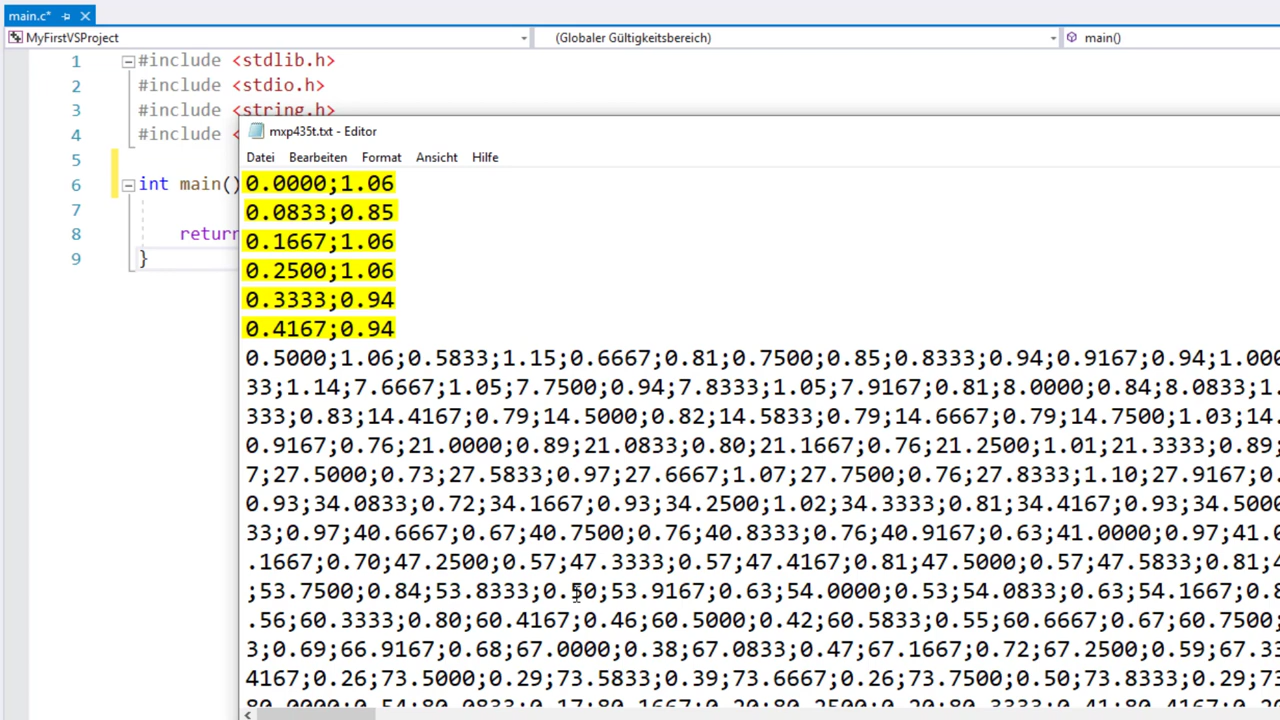 main.c*
MyFirstVSProject
(Globaler Gültigkeitsbereich)
main()
1 #include <stdlib.h>
2 #include <stdio.h>
3 #include <string.h>
4 #include <
5
6 int main()
7
8 return
9 }
mxp435t.txt - Editor
Datei Bearbeiten Format Ansicht Hilfe
0.0000;1.06
0.0833;0.85
0.1667;1.06
0.2500;1.06
0.3333;0.94
0.4167;0.94
0.5000;1.06;0.5833;1.15;0.6667;0.81;0.7500;0.85;0.8333;0.94;0.9167;0.94;1.000
33;1.14;7.6667;1.05;7.7500;0.94;7.8333;1.05;7.9167;0.81;8.0000;0.84;8.0833;1.
333;0.83;14.4167;0.79;14.5000;0.82;14.5833;0.79;14.6667;0.79;14.7500;1.03;14.
0.9167;0.76;21.0000;0.89;21.0833;0.80;21.1667;0.76;21.2500;1.01;21.3333;0.89;
7;27.5000;0.73;27.5833;0.97;27.6667;1.07;27.7500;0.76;27.8333;1.10;27.9167;0.
0.93;34.0833;0.72;34.1667;0.93;34.2500;1.02;34.3333;0.81;34.4167;0.93;34.5000
33;0.97;40.6667;0.67;40.7500;0.76;40.8333;0.76;40.9167;0.63;41.0000;0.97;41.0
.1667;0.70;47.2500;0.57;47.3333;0.57;47.4167;0.81;47.5000;0.57;47.5833;0.81;4
;53.7500;0.84;53.8333;0.50;53.9167;0.63;54.0000;0.53;54.0833;0.63;54.1667;0.8
.56;60.3333;0.80;60.4167;0.46;60.5000;0.42;60.5833;0.55;60.6667;0.67;60.7500;
3;0.69;66.9167;0.68;67.0000;0.38;67.0833;0.47;67.1667;0.72;67.2500;0.59;67.33
4167;0.26;73.5000;0.29;73.5833;0.39;73.6667;0.26;73.7500;0.50;73.8333;0.29;73